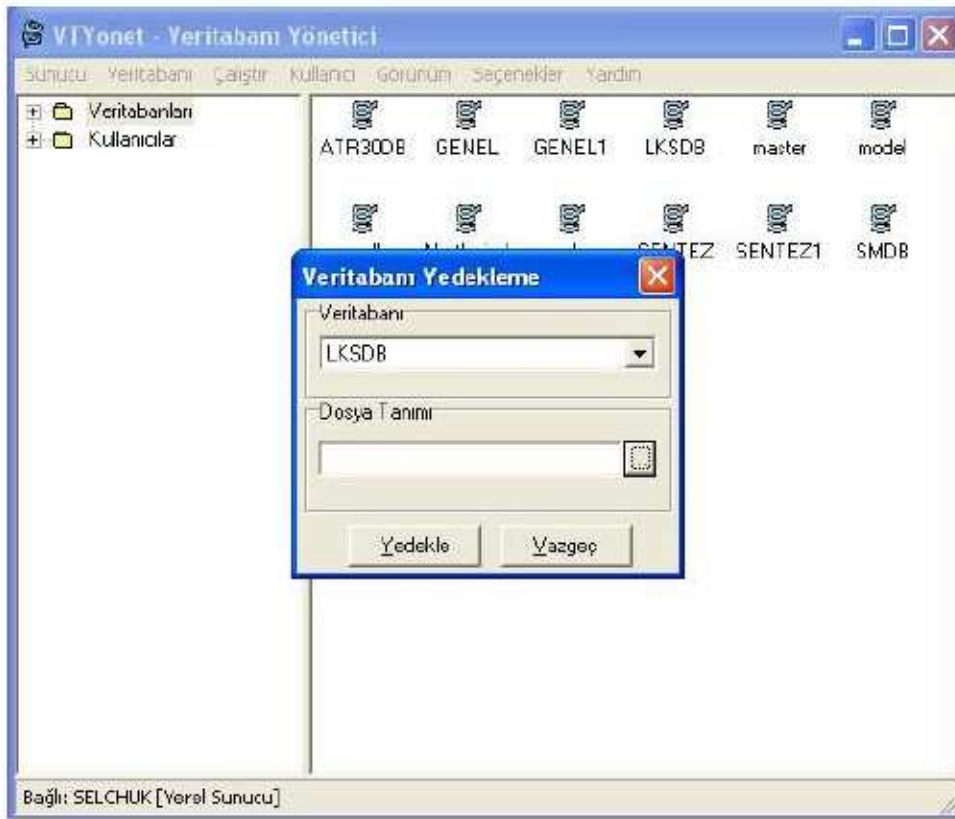 VTYonet - Veritabanı Yönetici
Sunucu Veritabanı Çalıştır Kullanıcı Görünüm Seçenekler Yardım
Veritabanları
Kullanıcılar
ATR30DB GENEL GENEL1 LKSDB master model
SENTEZ SENTEZ1 SMDB
Veritabanı Yedekleme
Veritabanı
LKSDB
Dosya Tanımı
Yedekle Vazgeç
Bağlı: SELCHUK [Yerel Sunucu]